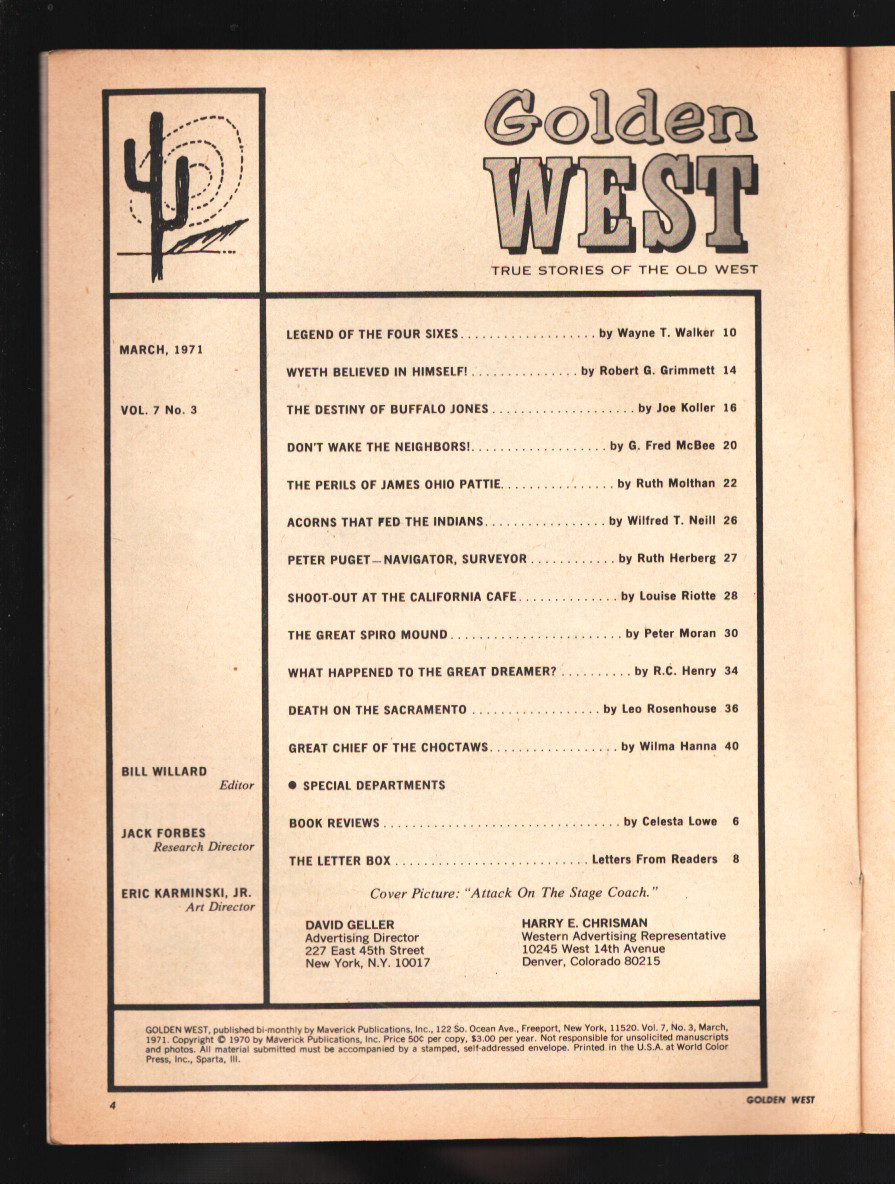 Golden
WEST
TRUE STORIES OF THE OLD WEST
MARCH, 1971
VOL. 7 No. 3
LEGEND OF THE FOUR SIXES . . . . . . . . . . . . . . . . . . . by Wayne T. Walker 10
WYETH BELIEVED IN HIMSELF! . . . . . . . . . . . . . . . by Robert G. Grimmett 14
THE DESTINY OF BUFFALO JONES . . . . . . . . . . . . . . . . . . . . by Joe Koller 16
DON'T WAKE THE NEIGHBORS! . . . . . . . . . . . . . . . . . . . by G. Fred McBee 20
THE PERILS OF JAMES OHIO PATTIE . . . . . . . . . . . . . . . . by Ruth Molthan 22
ACORNS THAT FED THE INDIANS . . . . . . . . . . . . . . . . . by Wilfred T. Neill 26
PETER PUGET—NAVIGATOR, SURVEYOR . . . . . . . . . . . . by Ruth Herberg 27
SHOOT-OUT AT THE CALIFORNIA CAFE . . . . . . . . . . . . . . by Louise Riotte 28
THE GREAT SPIRO MOUND . . . . . . . . . . . . . . . . . . . . . . . . by Peter Moran 30
WHAT HAPPENED TO THE GREAT DREAMER? . . . . . . . . . . by R.C. Henry 34
DEATH ON THE SACRAMENTO . . . . . . . . . . . . . . . . . . by Leo Rosenhouse 36
GREAT CHIEF OF THE CHOCTAWS . . . . . . . . . . . . . . . . . . by Wilma Hanna 40
● SPECIAL DEPARTMENTS
BOOK REVIEWS . . . . . . . . . . . . . . . . . . . . . . . . . . . . . . . . . by Celesta Lowe 6
THE LETTER BOX . . . . . . . . . . . . . . . . . . . . . . . . . . . Letters From Readers 8
BILL WILLARD
Editor
JACK FORBES
Research Director
ERIC KARMINSKI, JR.
Art Director
Cover Picture: "Attack On The Stage Coach."
DAVID GELLER
Advertising Director
227 East 45th Street
New York, N.Y. 10017
HARRY E. CHRISMAN
Western Advertising Representative
10245 West 14th Avenue
Denver, Colorado 80215
GOLDEN WEST, published bi-monthly by Maverick Publications, Inc., 122 So. Ocean Ave., Freeport, New York, 11520. Vol. 7, No. 3, March,
1971. Copyright © 1970 by Maverick Publications, Inc. Price 50C per copy, $3.00 per year. Not responsible for unsolicited manuscripts
and photos. All material submitted must be accompanied by a stamped, self-addressed envelope. Printed in the U.S.A. at World Color
Press, Inc., Sparta, Ill.
4
GOLDEN WEST